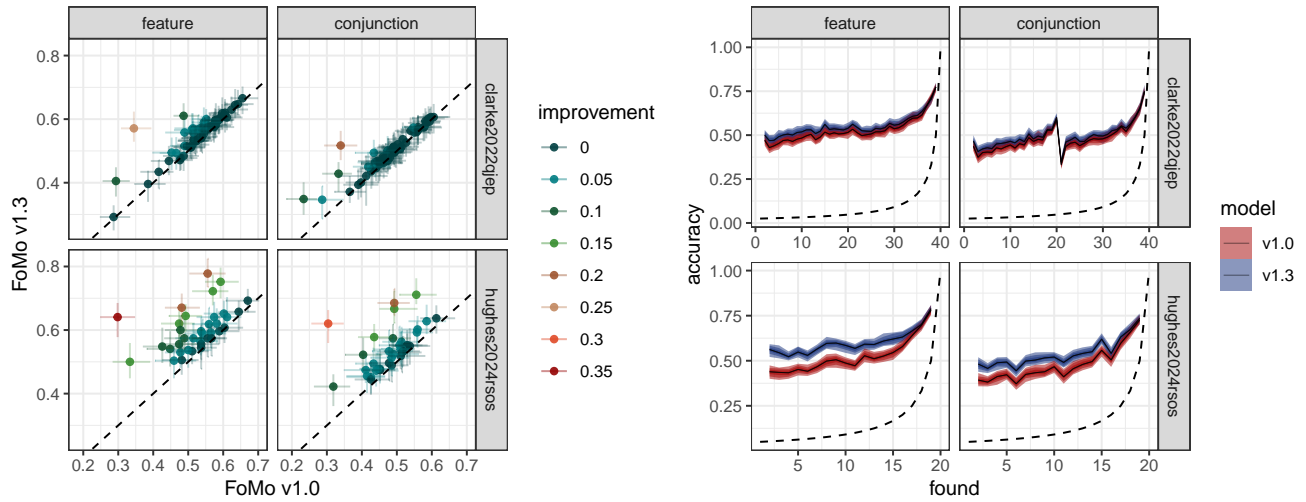 feature conjunction
0.8
0.6
0.4
clarke2022qjep
0.8
0.6
0.4
hughes2024rsos
FoMo v1.3
0.2 0.3 0.4 0.5 0.6 0.7 0.2 0.3 0.4 0.5 0.6 0.7
FoMo v1.0
improvement
0
0.05
0.1
0.15
0.2
0.25
0.3
0.35
feature conjunction
1.00
0.75
0.50
0.25
0.00
clarke2022qjep
0 10 20 30 40 0 10 20 30 40
1.00
0.75
0.50
0.25
hughes2024rsos
accuracy
5 10 15 20 5 10 15 20
found
model
v1.0
v1.3